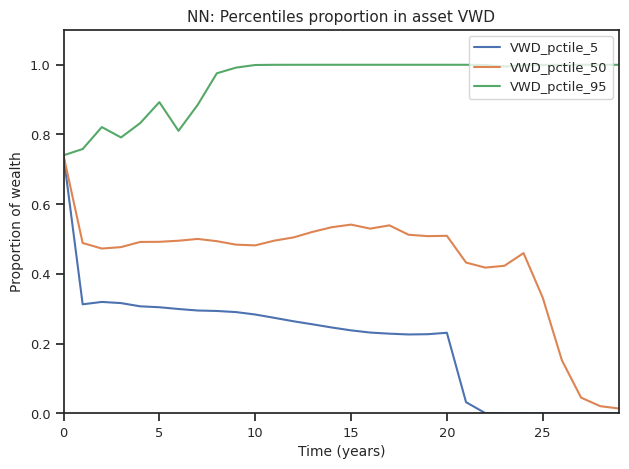 NN: Percentiles proportion in asset VWD
VWD_pctile_5
VWD_pctile_50
VWD_pctile_95
Proportion of wealth
1.0
0.8
0.6
0.4
0.2
0.0
0 5 10 15 20 25
Time (years)